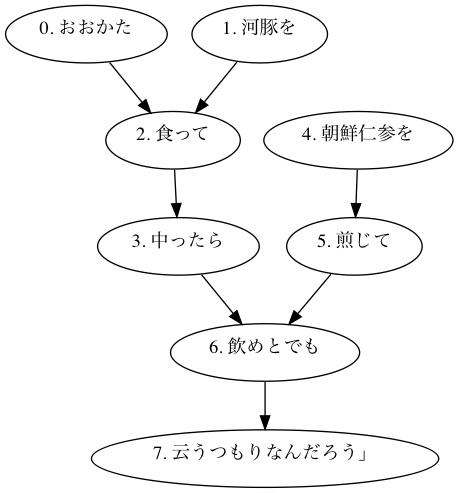 0. おおかた
1. 河豚を
2. 食って
4. 朝鮮仁参を
3. 中ったら
5. 煎じて
6. 飲めとでも
7. 云うつもりなんだろう」